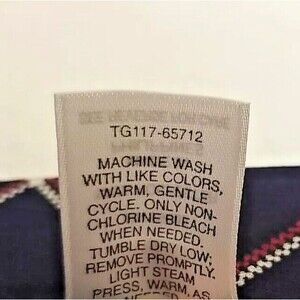 TG117-65712
MACHINE WASH
WITH LIKE COLORS,
WARM, GENTLE
CYCLE. ONLY NON-
CHLORINE BLEACH
WHEN NEEDED.
TUMBLE DRY LOW;
REMOVE PROMPTLY.
LIGHT STEAM
PRESS, WARM, AS
NEEDED